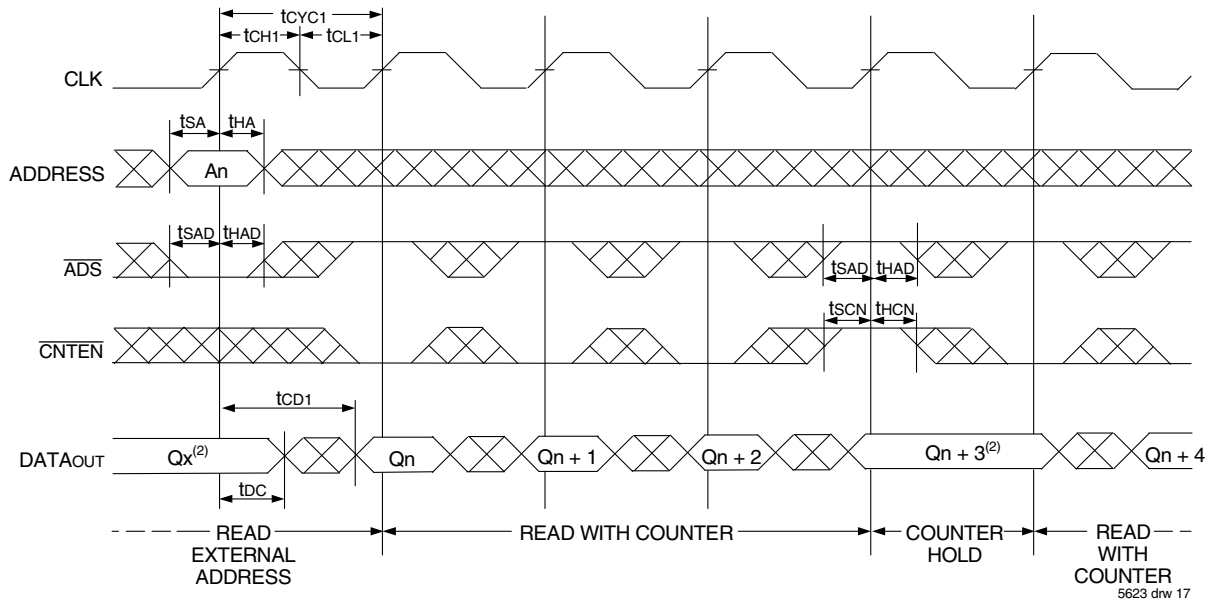 tCYC1
tCH1 tCL1
CLK
tSA tHA
ADDRESS An
tSAD tHAD
ADS tSAD tHAD
tSCN tHCN
CNTEN
tCD1
DATAOUT Qx(2) Qn Qn + 1 Qn + 2 Qn + 3(2) Qn + 4
tDC
READ EXTERNAL ADDRESS
READ WITH COUNTER
COUNTER HOLD
READ WITH COUNTER
5623 drw 17